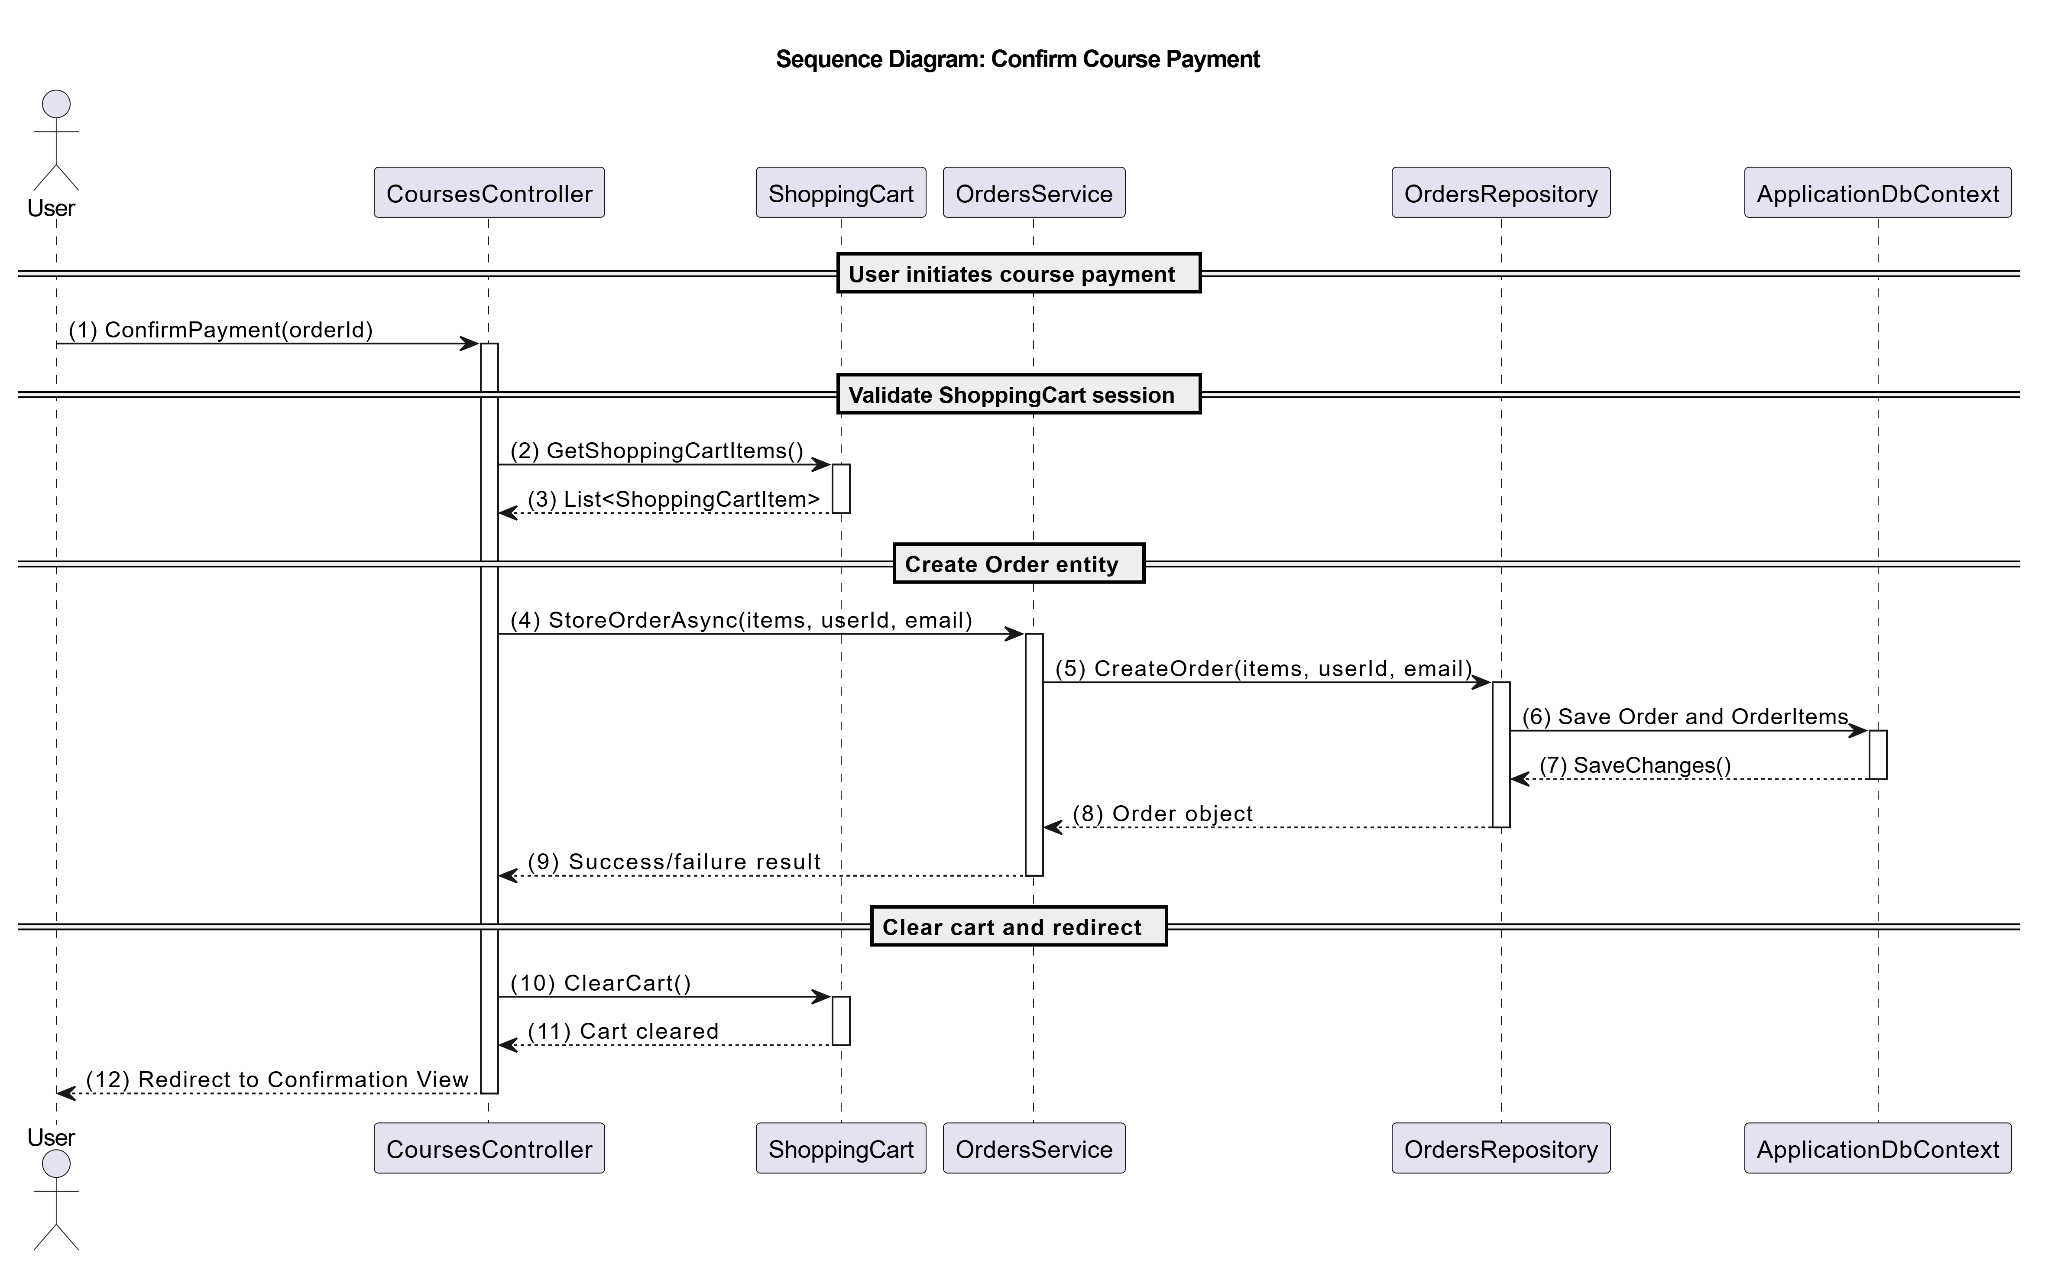 Sequence Diagram: Confirm Course Payment
User
CoursesController
ShoppingCart
OrdersService
OrdersRepository
ApplicationDbContext
User initiates course payment
(1) ConfirmPayment(orderId)
Validate ShoppingCart session
(2) GetShoppingCartItems()
(3) List<ShoppingCartItem>
Create Order entity
(4) StoreOrderAsync(items, userId, email)
(5) CreateOrder(items, userId, email)
(6) Save Order and OrderItems
(7) SaveChanges()
(8) Order object
(9) Success/failure result
Clear cart and redirect
(10) ClearCart()
(11) Cart cleared
(12) Redirect to Confirmation View
User
CoursesController
ShoppingCart
OrdersService
OrdersRepository
ApplicationDbContext